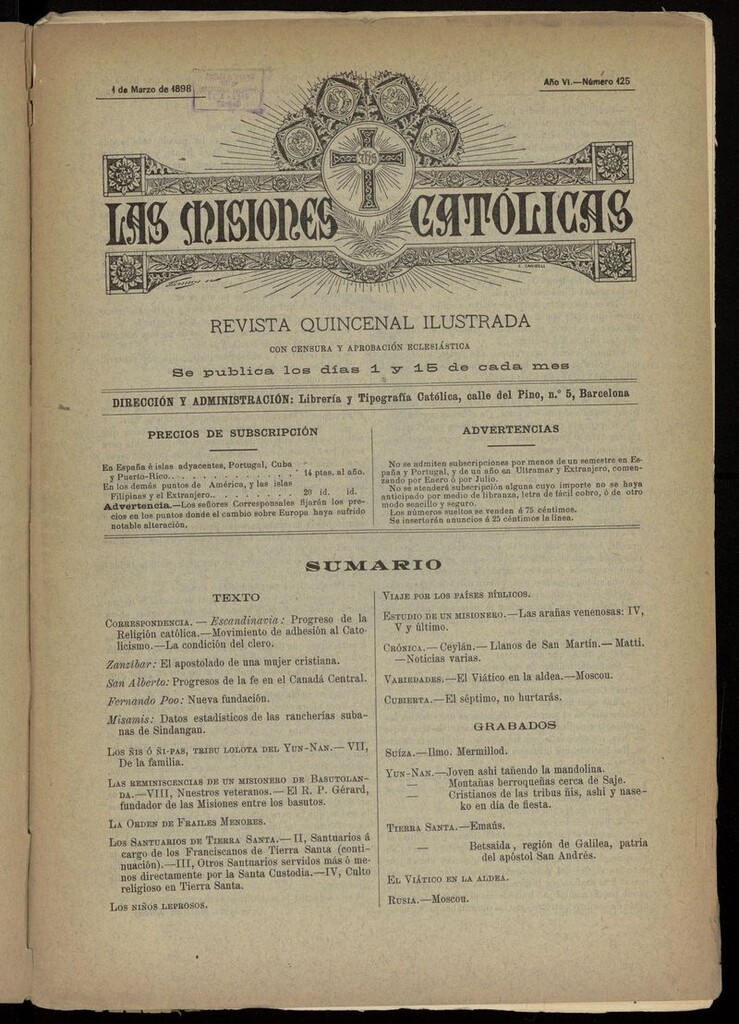 1 de Marzo de 1898
Año VI.—Número 125
IHS
LAS MISIONES CATÓLICAS
REVISTA QUINCENAL ILUSTRADA
CON CENSURA Y APROBACIÓN ECLESIÁSTICA
Se publica los días 1 y 15 de cada mes
DIRECCIÓN Y ADMINISTRACIÓN: Librería y Tipografía Católica, calle del Pino, n.° 5, Barcelona
PRECIOS DE SUBSCRIPCIÓN
En España é islas adyacentes, Portugal, Cuba
y Puerto-Rico. . . . . . . . . . . . 14 ptas. al año.
En los demás puntos de América, y las islas
Filipinas y el Extranjero. . . . . . . . 20 id. id.
Advertencia.—Los señores Corresponsales fijarán los pre-
cios en los puntos donde el cambio sobre Europa haya sufrido
notable alteración.
ADVERTENCIAS
No se admiten subscripciones por menos de un semestre en Es-
paña y Portugal, y de un año en Ultramar y Extranjero, comen-
zando por Enero ó por Julio.
No se atenderá subscripción alguna cuyo importe no se haya
anticipado por medio de libranza, letra de fácil cobro, ó de otro
modo sencillo y seguro.
Los números sueltos se venden á 75 céntimos.
Se insertarán anuncios á 25 céntimos la línea.
SUMARIO
TEXTO
CORRESPONDENCIA. — Escandinavia: Progreso de la
Religión católica.—Movimiento de adhesión al Cato-
licismo.—La condición del clero.
Zanzíbar: El apostolado de una mujer cristiana.
San Alberto: Progresos de la fe en el Canadá Central.
Fernando Poo: Nueva fundación.
Misamis: Datos estadísticos de las rancherías suba-
nas de Sindangan.
LOS ÑIS Ó ÑI-PAS, TRIBU LOLOTA DEL YUN-NAN.— VII,
De la familia.
LAS REMINISCENCIAS DE UN MISIONERO DE BASUTOLAN-
DA.—VIII, Nuestros veteranos.— El R. P. Gérard,
fundador de las Misiones entre los basutos.
LA ORDEN DE FRAILES MENORES.
LOS SANTUARIOS DE TIERRA SANTA.— II, Santuarios á
cargo de los Franciscanos de Tierra Santa (conti-
nuación).—III, Otros Santuarios servidos más ó me-
nos directamente por la Santa Custodia.—IV, Culto
religioso en Tierra Santa.
LOS NIÑOS LEPROSOS.
VIAJE POR LOS PAÍSES BÍBLICOS.
ESTUDIO DE UN MISIONERO.—Las arañas venenosas: IV,
V y último.
CRÓNICA.— Ceylán.— Llanos de San Martín.— Matti.
—Noticias varias.
VARIEDADES.—El Viático en la aldea.—Moscou.
CUBIERTA.—El séptimo, no hurtarás.
GRABADOS
SUÍZA.—Ilmo. Mermillod.
YUN-NAN.—Joven ashi tañendo la mandolina.
— Montañas berroqueñas cerca de Saje.
— Cristianos de las tribus ñis, ashi y nase-
ko en día de fiesta.
TIERRA SANTA.—Emaús.
— Betsaida, región de Galilea, patria
del apóstol San Andrés.
EL VIÁTICO EN LA ALDEA.
RUSIA.—Moscou.